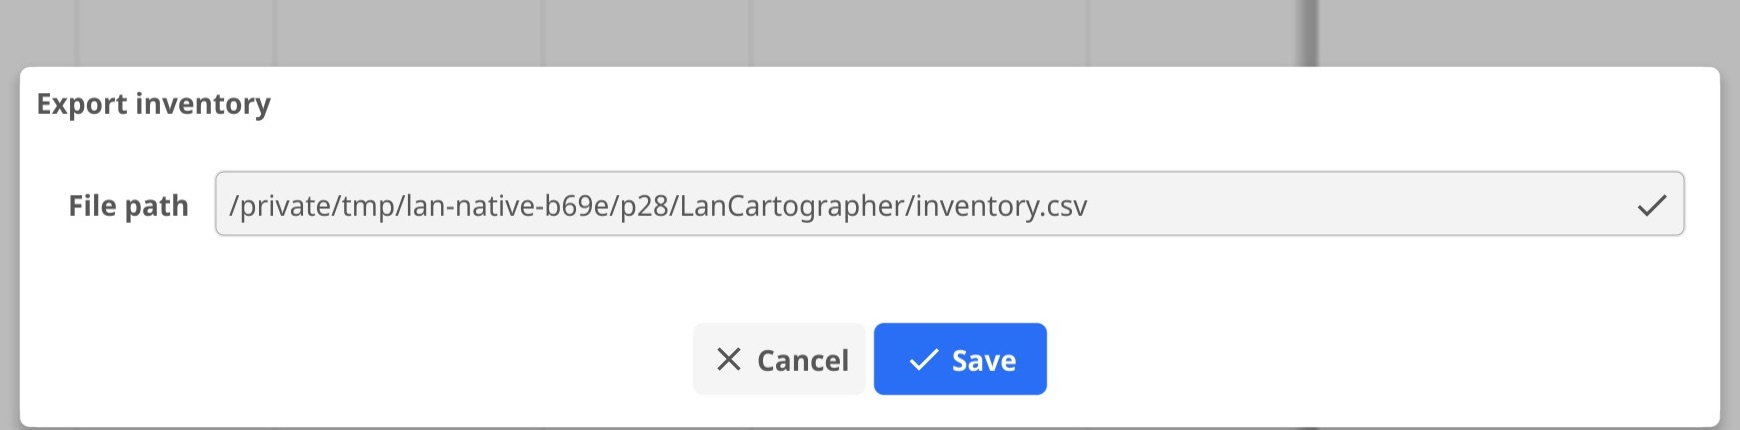 Export inventory
File path /private/tmp/lan-native-b69e/p28/LanCartographer/inventory.csv
Cancel Save